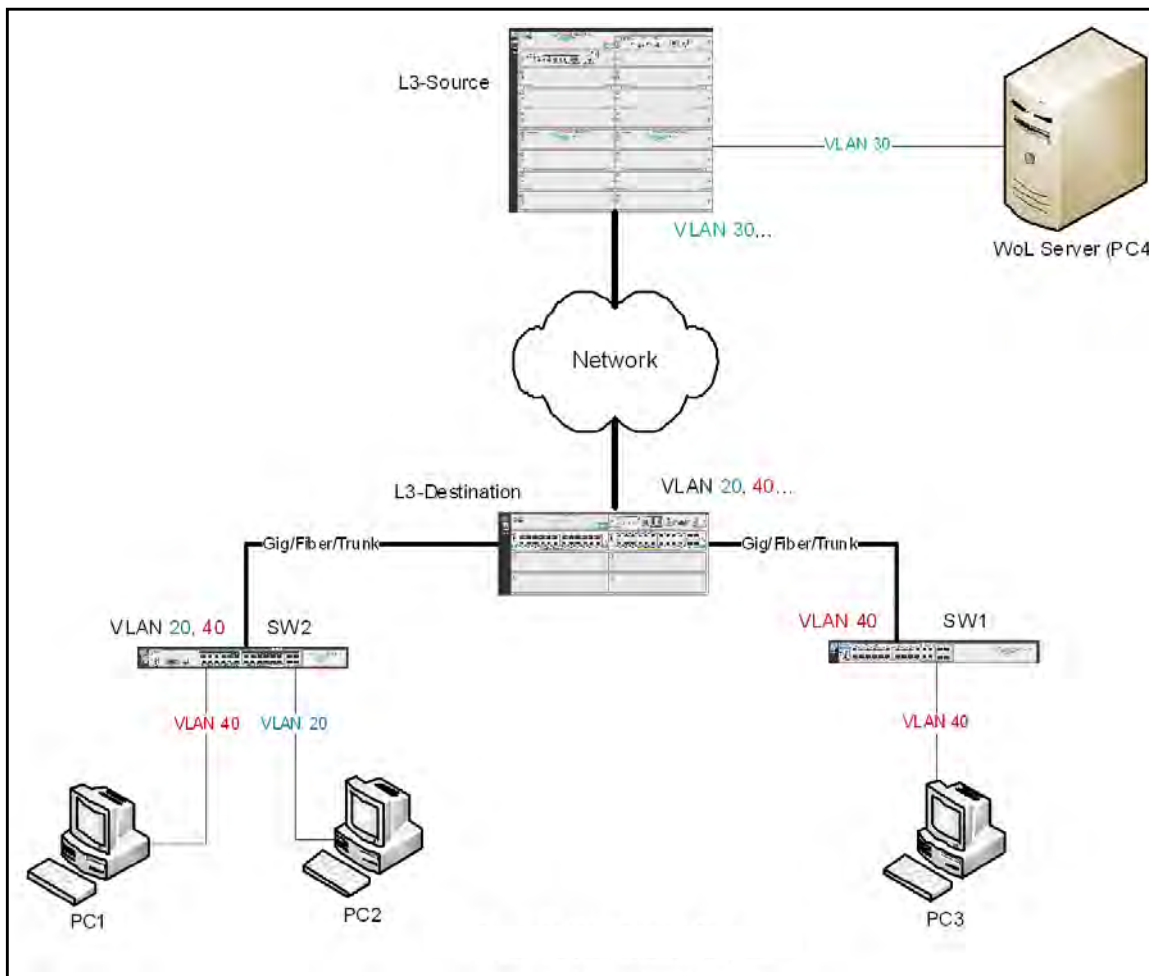 L3-Source
VLAN 30
VLAN 30...
WoL Server (PC4
Network
L3-Destination
VLAN 20, 40...
Gig/Fiber/Trunk
Gig/Fiber/Trunk
VLAN 20, 40
SW2
VLAN 40
SW1
VLAN 40
VLAN 20
VLAN 40
PC1
PC2
PC3